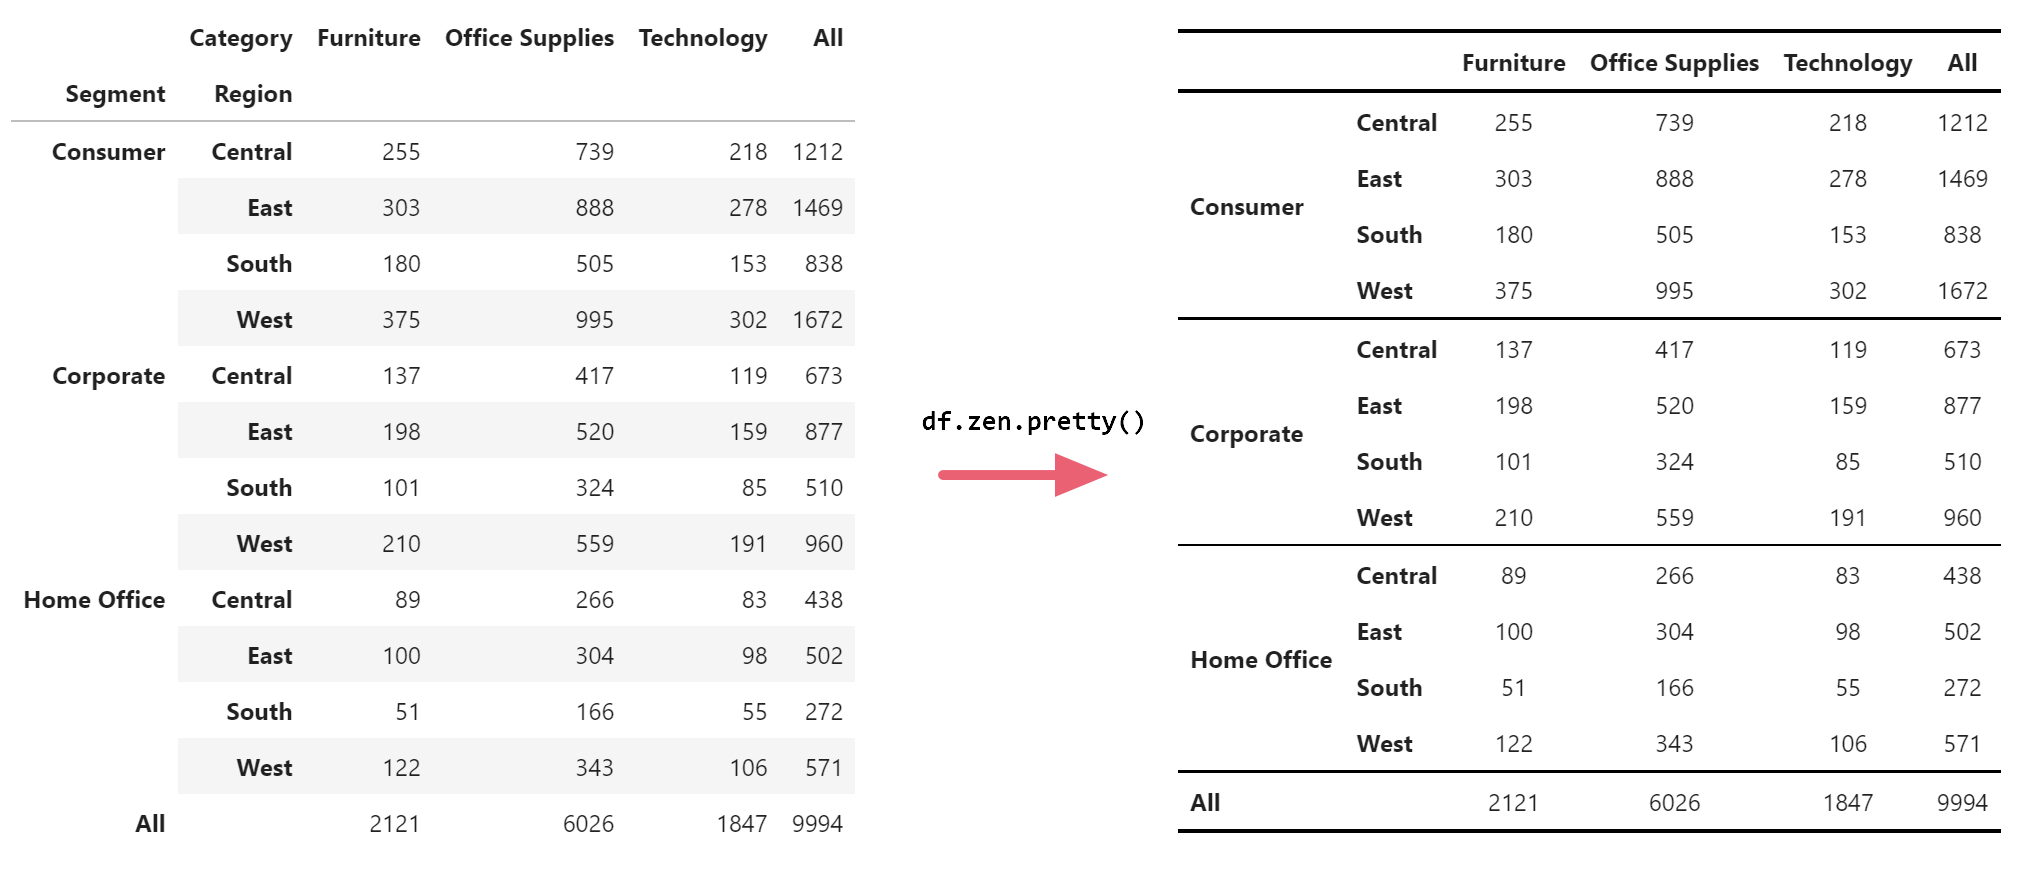 Category Furniture Office Supplies Technology All
Segment Region
Consumer Central 255 739 218 1212
East 303 888 278 1469
South 180 505 153 838
West 375 995 302 1672
Corporate Central 137 417 119 673
East 198 520 159 877
South 101 324 85 510
West 210 559 191 960
Home Office Central 89 266 83 438
East 100 304 98 502
South 51 166 55 272
West 122 343 106 571
All 2121 6026 1847 9994
df.zen.pretty()
Furniture Office Supplies Technology All
Central 255 739 218 1212
East 303 888 278 1469
Consumer
South 180 505 153 838
West 375 995 302 1672
Central 137 417 119 673
East 198 520 159 877
Corporate
South 101 324 85 510
West 210 559 191 960
Central 89 266 83 438
East 100 304 98 502
Home Office
South 51 166 55 272
West 122 343 106 571
All 2121 6026 1847 9994